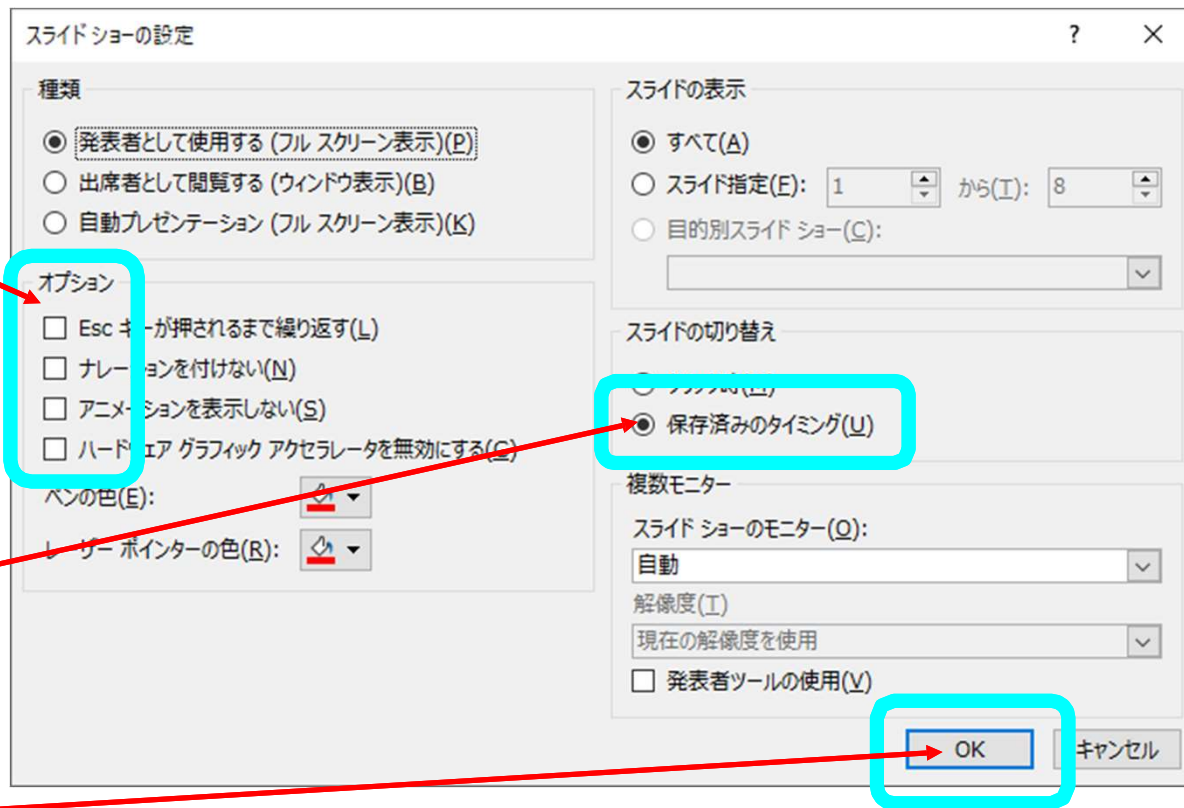 スライド ショーの設定
?
種類
発表者として使用する (フル スクリーン表示)(P)
出席者として閲覧する (ウィンドウ表示)(B)
自動プレゼンテーション (フル スクリーン表示)(K)
オプション
Esc キーが押されるまで繰り返す(L)
ナレーションを付けない(N)
アニメーションを表示しない(S)
ハードウェア グラフィック アクセラレータを無効にする(G)
ペンの色(E):
レーザー ポインターの色(R):
スライドの表示
すべて(A)
スライド指定(F): 1 から(T): 8
目的別スライド ショー(C):
スライドの切り替え
保存済みのタイミング(U)
複数モニター
スライド ショーのモニター(O):
自動
解像度(T)
現在の解像度を使用
発表者ツールの使用(V)
OK
キャンセル